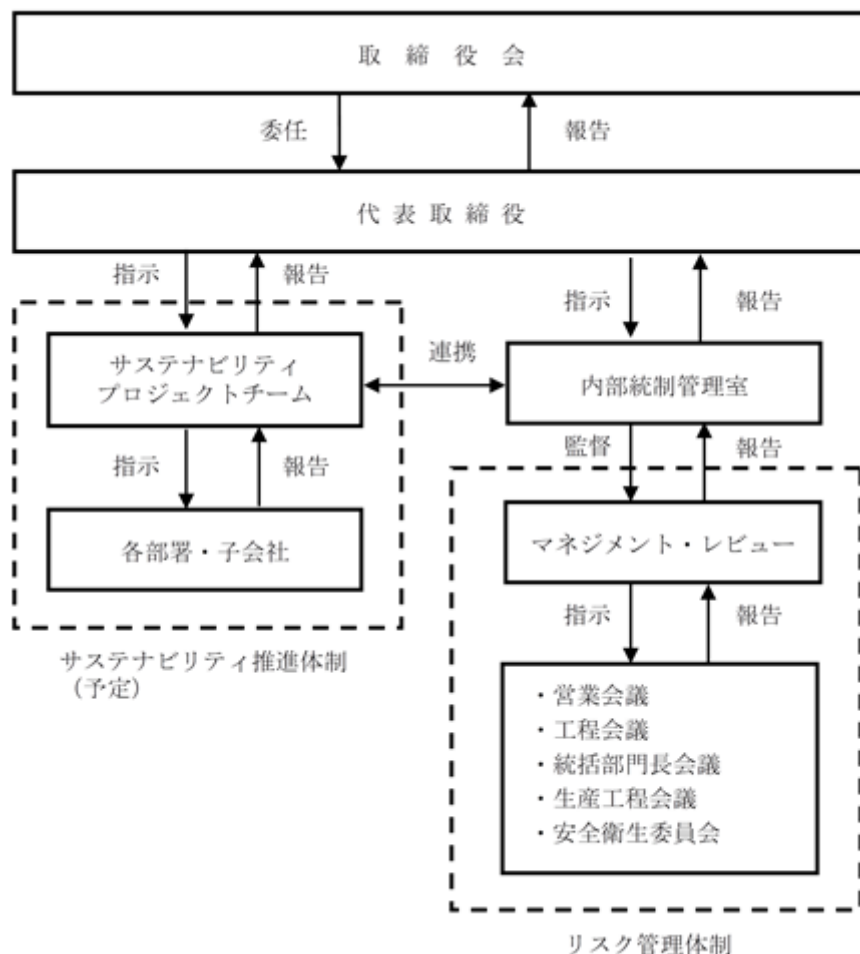 取締役会
委任
報告
代表取締役
指示
報告
指示
報告
サステナビリティ
プロジェクトチーム
連携
内部統制管理室
指示
報告
監督
報告
各部署・子会社
マネジメント・レビュー
サステナビリティ推進体制
（予定）
指示
報告
・営業会議
・工程会議
・統括部門長会議
・生産工程会議
・安全衛生委員会
リスク管理体制